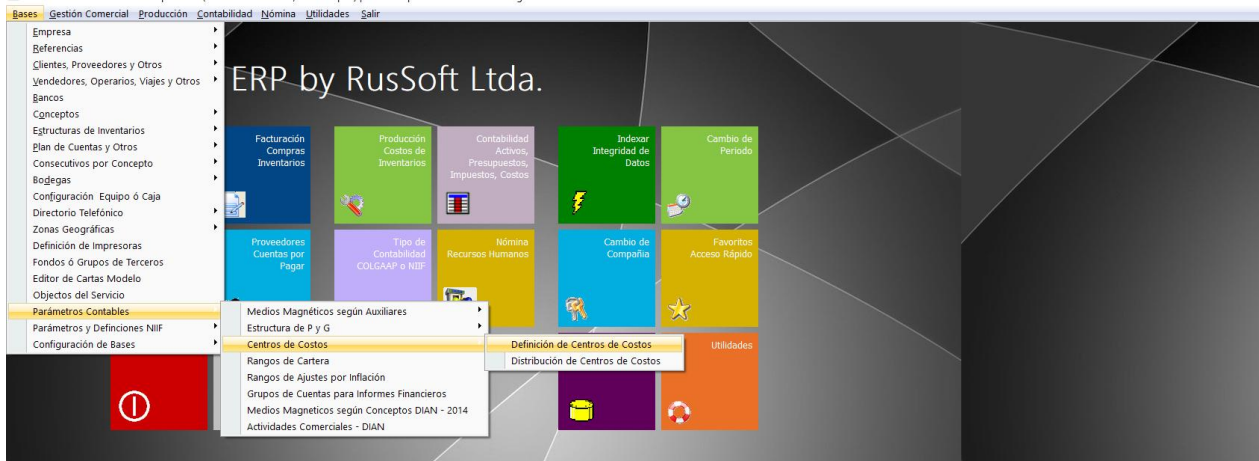 Bases Gestión Comercial Producción Contabilidad Nómina Utilidades Salir
Empresa
Referencias
Clientes, Proveedores y Otros
Vendedores, Operarios, Viajes y Otros
Bancos
Conceptos
Estructuras de Inventarios
Plan de Cuentas y Otros
Consecutivos por Concepto
Bodegas
Configuración Equipo ó Caja
Directorio Telefónico
Zonas Geográficas
Definición de Impresoras
Fondos ó Grupos de Terceros
Editor de Cartas Modelo
Objectos del Servicio
Parámetros Contables
Parámetros y Definciones NIIF
Configuración de Bases
Medios Magnéticos según Auxiliares
Estructura de P y G
Centros de Costos
Rangos de Cartera
Rangos de Ajustes por Inflación
Grupos de Cuentas para Informes Financieros
Medios Magneticos según Conceptos DIAN - 2014
Actividades Comerciales - DIAN
Definición de Centros de Costos
Distribución de Centros de Costos
ERP by RusSoft Ltda.
Facturación
Compras
Inventarios
Producción
Costos de
Inventarios
Contabilidad
Activos,
Presupuestos,
Impuestos, Costos
Indexar
Integridad de
Datos
Cambio de
Periodo
Proveedores
Cuentas por
Pagar
Tipo de
Contabilidad
COLGAAP o NIIF
Nómina
Recursos Humanos
Cambio de
Compañia
Favoritos
Acceso Rápido
Utilidades